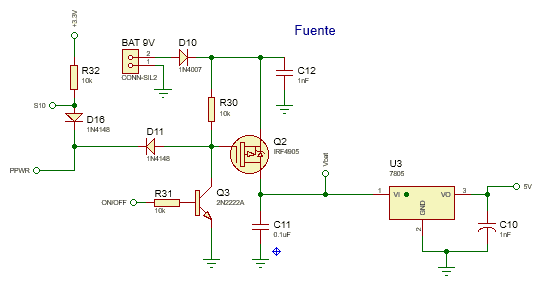 Fuente
+3.3V
BAT 9V
2
1
CONN-SIL2
D10
1N4007
R32
10k
C12
1nF
S10
D16
1N4148
R30
10k
D11
1N4148
Q2
IRF4905
PPWR
Vbat
U3
7805
1
VI
VO
3
GND
2
5V
R31
10k
ON/OFF
Q3
2N2222A
C11
0.1uF
C10
1nF